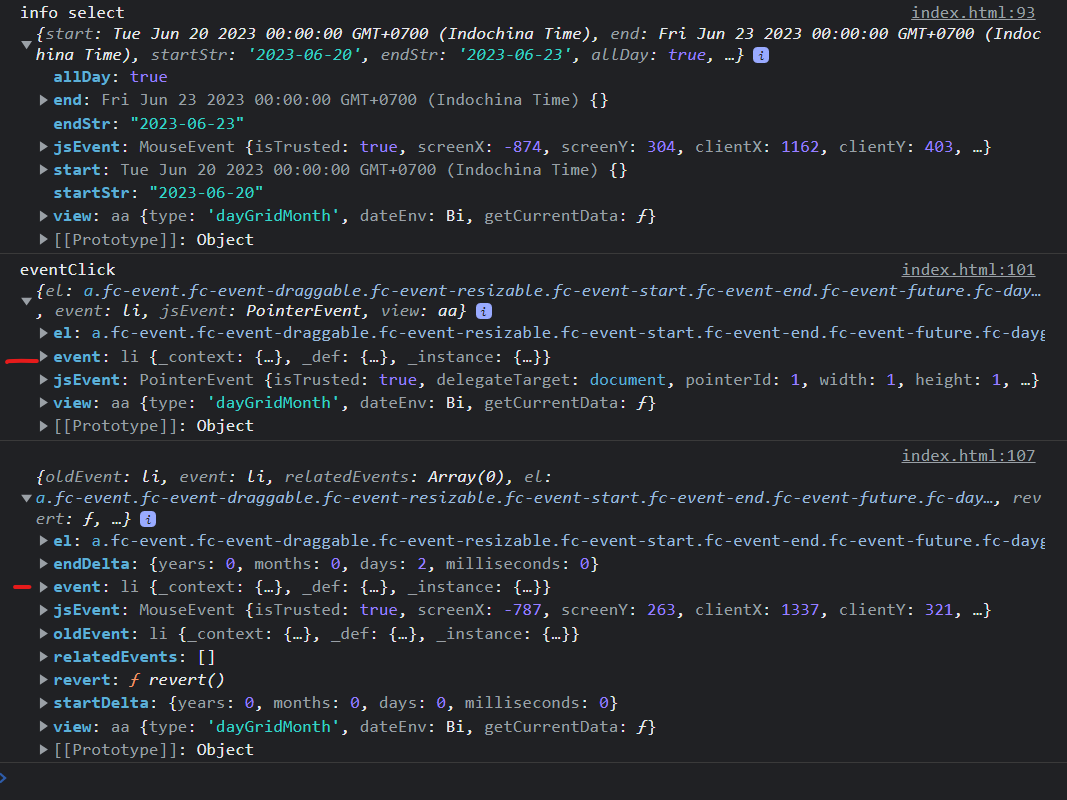 info select index.html:93
{start: Tue Jun 20 2023 00:00:00 GMT+0700 (Indochina Time), end: Fri Jun 23 2023 00:00:00 GMT+0700 (Indoc
▼hina Time), startStr: '2023-06-20', endStr: '2023-06-23', allDay: true, …} i
allDay: true
▶end: Fri Jun 23 2023 00:00:00 GMT+0700 (Indochina Time) {}
endStr: "2023-06-23"
▶jsEvent: MouseEvent {isTrusted: true, screenX: -874, screenY: 304, clientX: 1162, clientY: 403, …}
▶start: Tue Jun 20 2023 00:00:00 GMT+0700 (Indochina Time) {}
startStr: "2023-06-20"
▶view: aa {type: 'dayGridMonth', dateEnv: Bi, getCurrentData: ƒ}
▶[[Prototype]]: Object
eventClick index.html:101
{el: a.fc-event.fc-event-draggable.fc-event-resizable.fc-event-start.fc-event-end.fc-event-future.fc-day…
▼, event: li, jsEvent: PointerEvent, view: aa} i
▶el: a.fc-event.fc-event-draggable.fc-event-resizable.fc-event-start.fc-event-end.fc-event-future.fc-dayg
▶event: li {_context: {…}, _def: {…}, _instance: {…}}
▶jsEvent: PointerEvent {isTrusted: true, delegateTarget: document, pointerId: 1, width: 1, height: 1, …}
▶view: aa {type: 'dayGridMonth', dateEnv: Bi, getCurrentData: ƒ}
▶[[Prototype]]: Object
index.html:107
{oldEvent: li, event: li, relatedEvents: Array(0), el:
▼a.fc-event.fc-event-draggable.fc-event-resizable.fc-event-start.fc-event-end.fc-event-future.fc-day…, rev
ert: ƒ, …} i
▶el: a.fc-event.fc-event-draggable.fc-event-resizable.fc-event-start.fc-event-end.fc-event-future.fc-dayg
▶endDelta: {years: 0, months: 0, days: 2, milliseconds: 0}
▶event: li {_context: {…}, _def: {…}, _instance: {…}}
▶jsEvent: MouseEvent {isTrusted: true, screenX: -787, screenY: 263, clientX: 1337, clientY: 321, …}
▶oldEvent: li {_context: {…}, _def: {…}, _instance: {…}}
▶relatedEvents: []
▶revert: ƒ revert()
▶startDelta: {years: 0, months: 0, days: 0, milliseconds: 0}
▶view: aa {type: 'dayGridMonth', dateEnv: Bi, getCurrentData: ƒ}
▶[[Prototype]]: Object